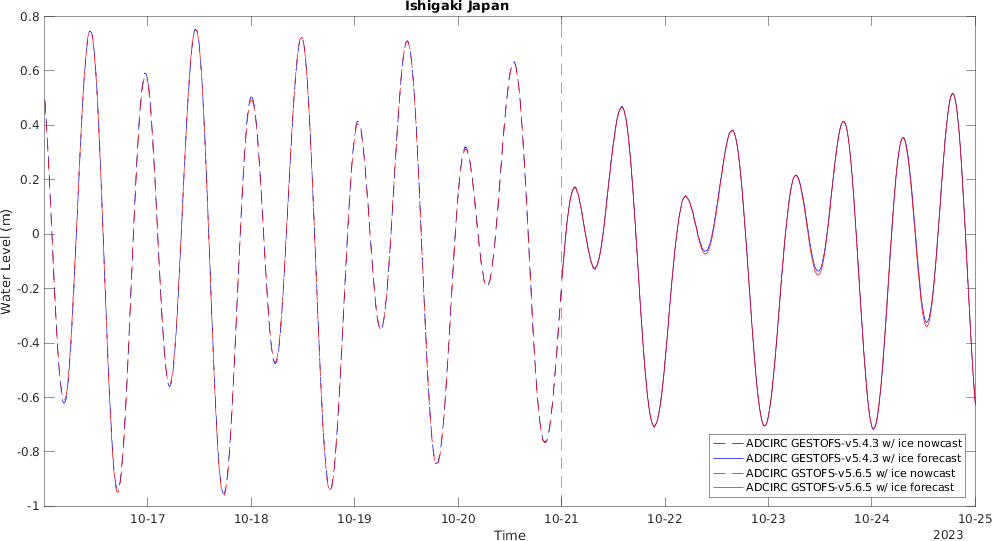 Ishigaki Japan
0.8
0.6
0.4
0.2
0
-0.2
-0.4
-0.6
-0.8
-1
Water Level (m)
ADCIRC GESTOFS-v5.4.3 w/ ice nowcast
ADCIRC GESTOFS-v5.4.3 w/ ice forecast
ADCIRC GSTOFS-v5.6.5 w/ ice nowcast
ADCIRC GSTOFS-v5.6.5 w/ ice forecast
10-17 10-18 10-19 10-20 10-21 10-22 10-23 10-24 10-25
Time
2023